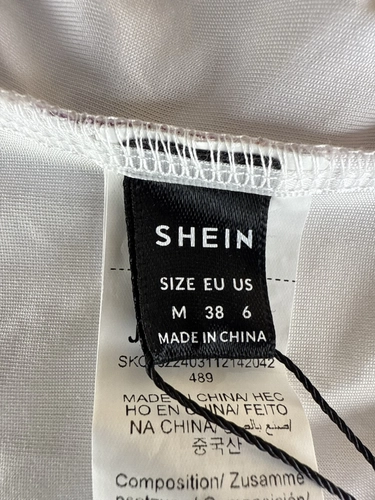 SHEIN
SIZE EU US
M 38 6
MADE IN CHINA
489
MADE IN CHINA/ HEC
HO EN CHINA/ FEITO
NA CHINA/
중국산
Composition/ Zusamme